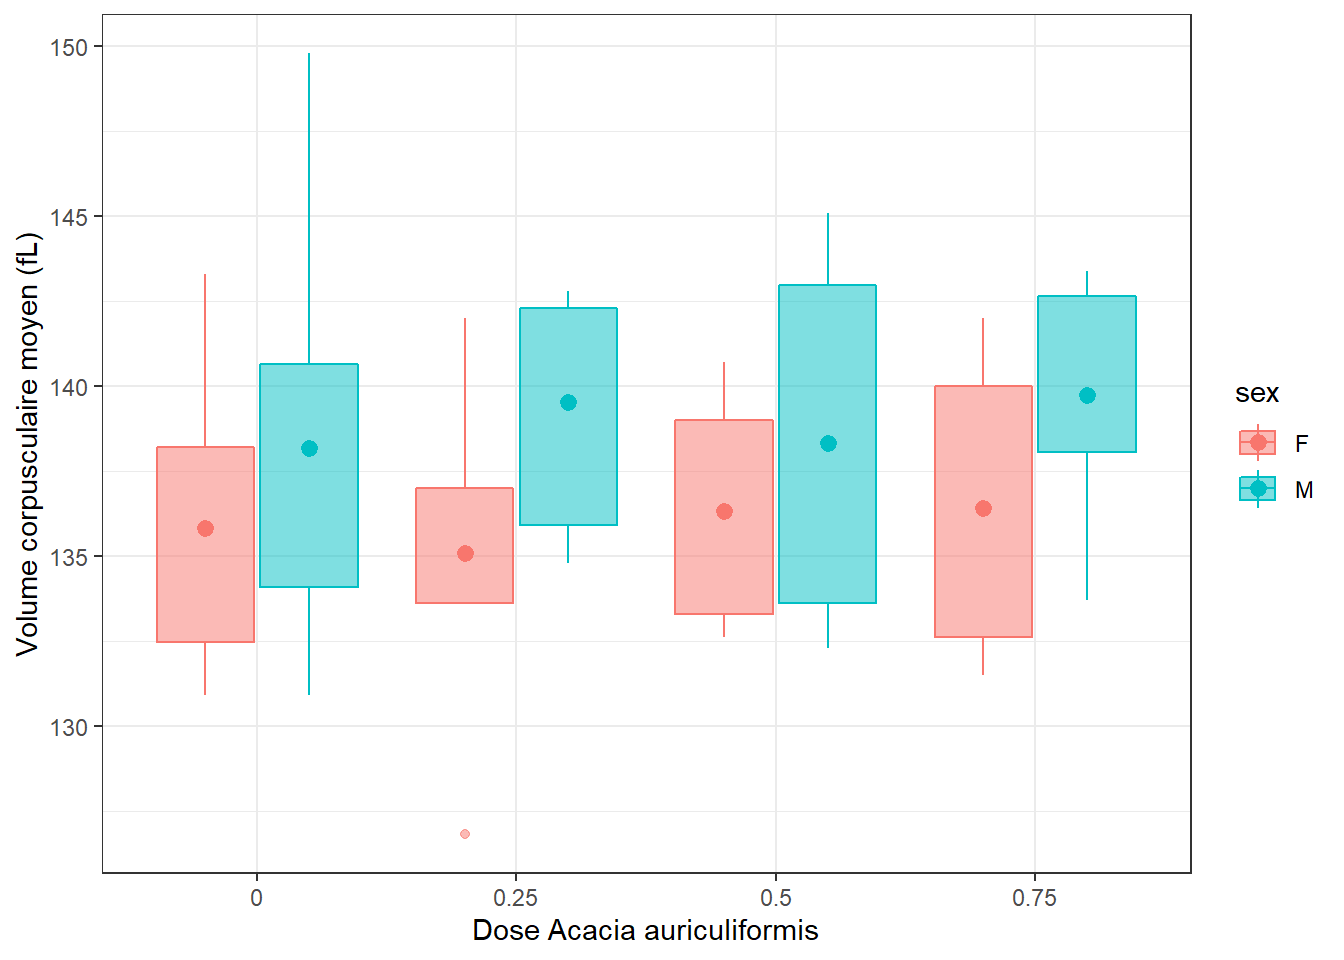 150
145
140
135
130
Volume corpusculaire moyen (fL)
0
0.25
0.5
0.75
Dose Acacia auriculiformis
sex
F
M